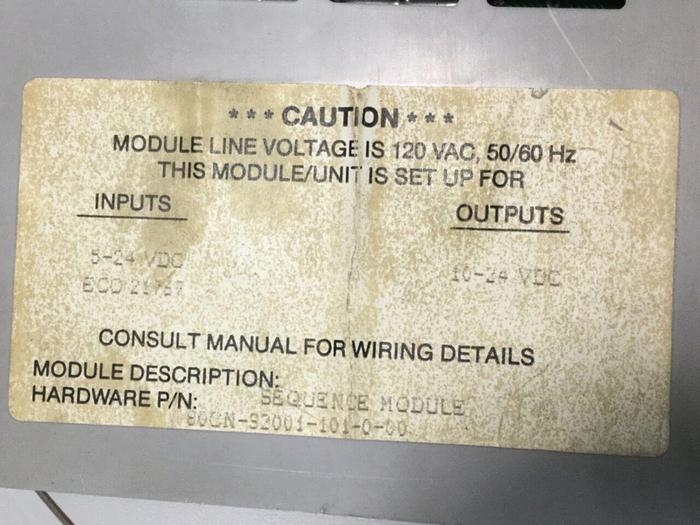 *** CAUTION ***
MODULE LINE VOLTAGE IS 120 VAC, 50/60 Hz
THIS MODULE/UNIT IS SET UP FOR
INPUTS OUTPUTS
5-24 VDC 10-24 VDC
ECO
CONSULT MANUAL FOR WIRING DETAILS
MODULE DESCRIPTION:
SEQUENCE MODULE
HARDWARE P/N: